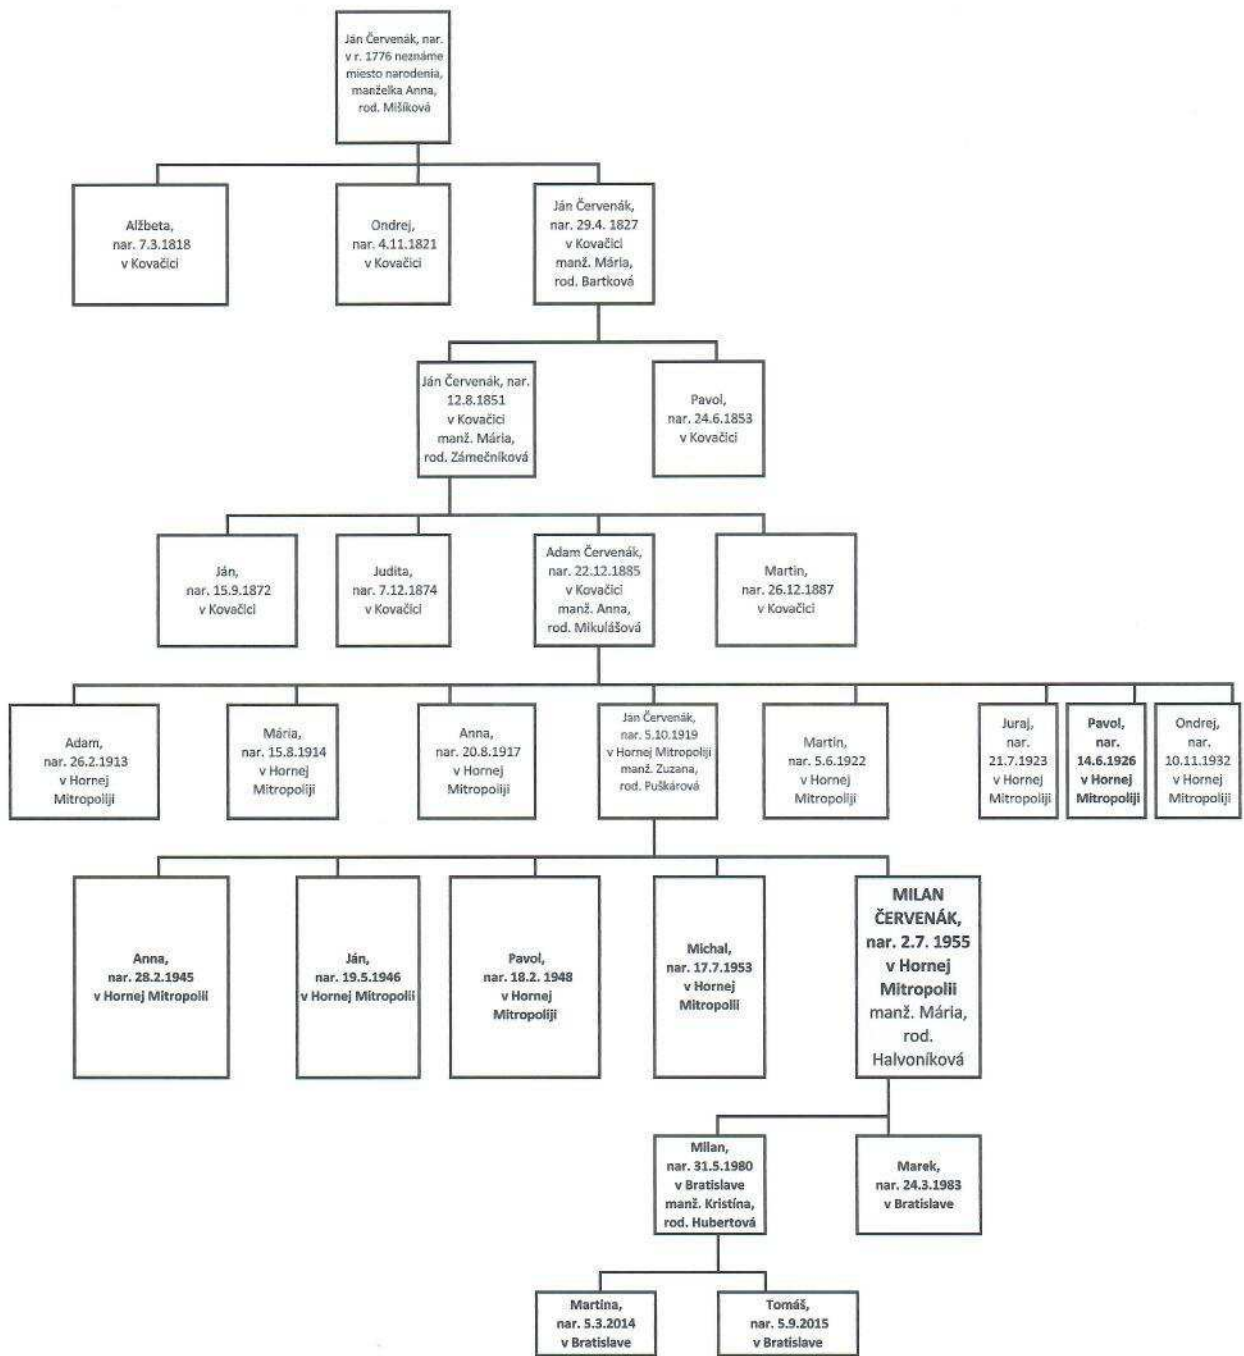 Ján Červenák, nar.
v r. 1776 neznáme
miesto narodenia,
manželka Anna,
rod. Mišíková
Alžbeta,
nar. 7.3.1818
v Kovačici
Ondrej,
nar. 4.11.1821
v Kovačici
Ján Červenák,
nar. 29.4. 1827
v Kovačici
manž. Mária,
rod. Bartková
Ján Červenák, nar.
12.8.1851
v Kovačici
manž. Mária,
rod. Zámečníková
Pavol,
nar. 24.6.1853
v Kovačici
Ján,
nar. 15.9.1872
v Kovačici
Judita,
nar. 7.12.1874
v Kovačici
Adam Červenák,
nar. 22.12.1885
v Kovačici
manž. Anna,
rod. Mikulášová
Martin,
nar. 26.12.1887
v Kovačici
Adam,
nar. 26.2.1913
v Hornej
Mitropoliji
Mária,
nar. 15.8.1914
v Hornej
Mitropoliji
Anna,
nar. 20.8.1917
v Hornej
Mitropoliji
Ján Červenák,
nar. 5.10.1919
v Hornej Mitropoliji
manž. Zuzana,
rod. Puškárová
Martin,
nar. 5.6.1922
v Hornej
Mitropoliji
Juraj,
nar.
21.7.1923
v Hornej
Mitropoliji
Pavol,
nar.
14.6.1926
v Hornej
Mitropoliji
Ondrej,
nar.
10.11.1932
v Hornej
Mitropoliji
Anna,
nar. 28.2.1945
v Hornej Mitropolii
Ján,
nar. 19.5.1946
v Hornej Mitropolii
Pavol,
nar. 18.2. 1948
v Hornej
Mitropoliji
Michal,
nar. 17.7.1953
v Hornej
Mitropolii
MILAN
ČERVENÁK,
nar. 2.7. 1955
v Hornej
Mitropolii
manž. Mária,
rod.
Halvoníková
Milan,
nar. 31.5.1980
v Bratislave
manž. Kristína,
rod. Hubertová
Marek,
nar. 24.3.1983
v Bratislave
Martina,
nar. 5.3.2014
v Bratislave
Tomáš,
nar. 5.9.2015
v Bratislave